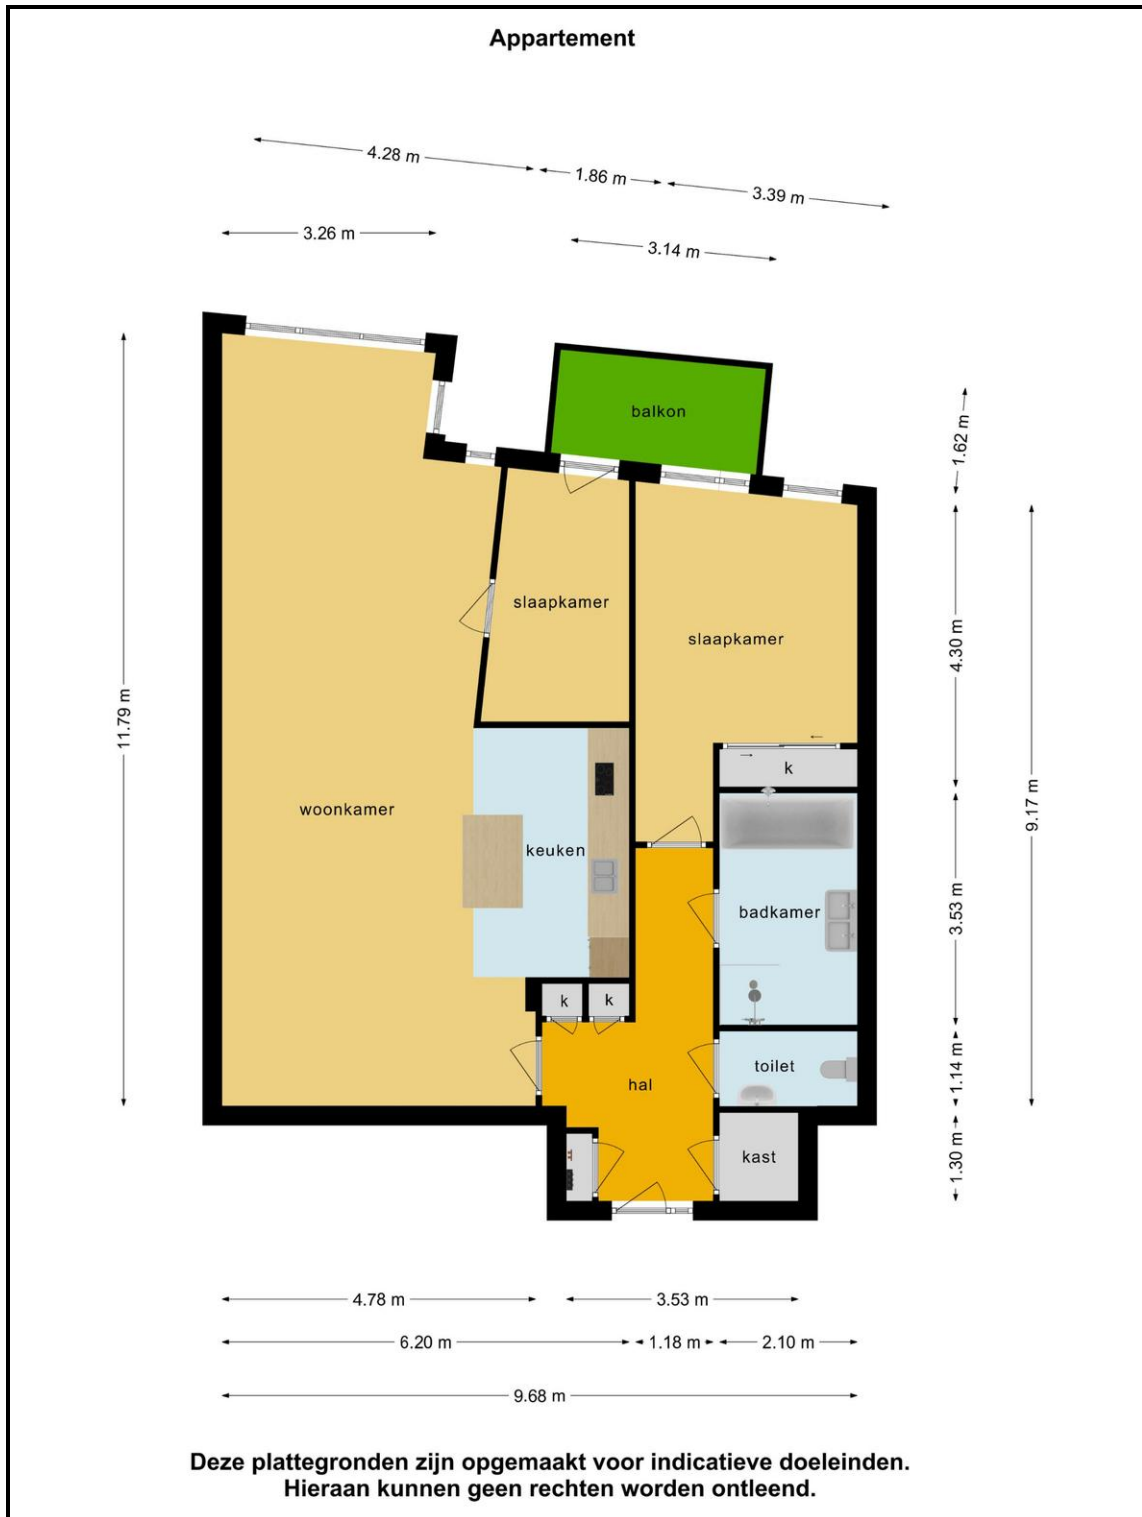 Appartement
4.28 m
1.86 m
3.39 m
3.26 m
3.14 m
balkon
1.62 m
slaapkamer
slaapkamer
4.30 m
11.79 m
k
woonkamer
9.17 m
keuken
badkamer
3.53 m
k
k
toilet
1.14 m
hal
kast
1.30 m
4.78 m
3.53 m
6.20 m
1.18 m
2.10 m
9.68 m
Deze plattegronden zijn opgemaakt voor indicatieve doeleinden.
Hieraan kunnen geen rechten worden ontleend.